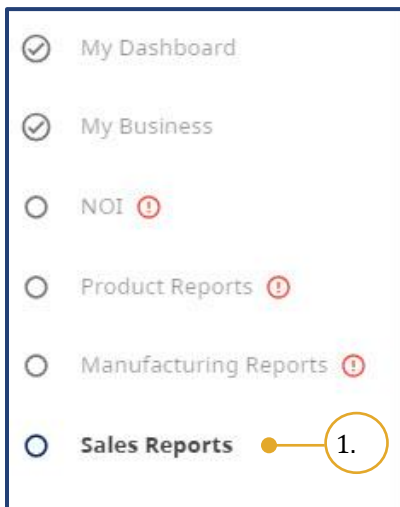 My Dashboard
My Business
NOI
Product Reports
Manufacturing Reports
Sales Reports 1.